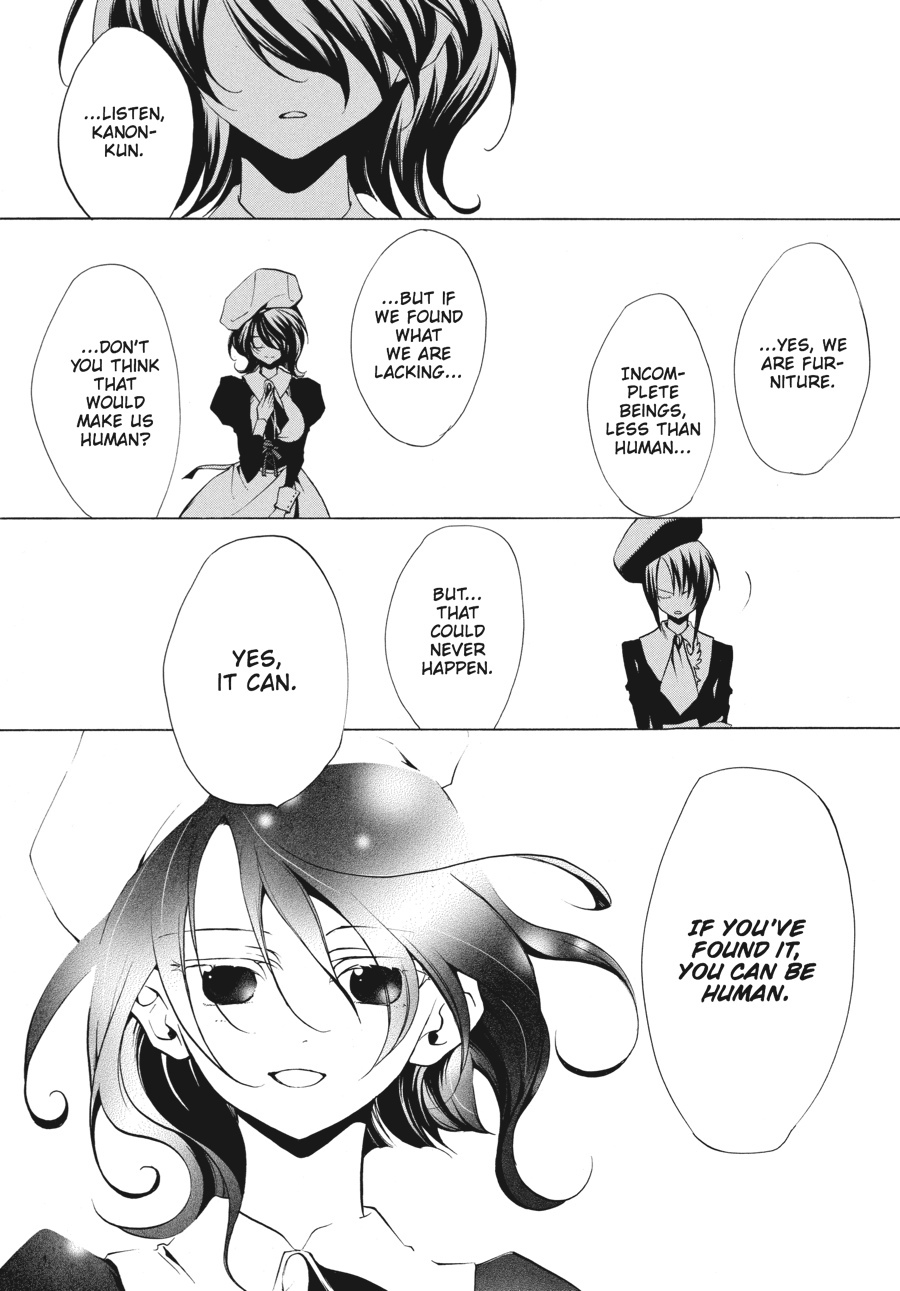 ...LISTEN,
KANON-
KUN.
...YES, WE
ARE FUR-
NITURE.
INCOM-
PLETE
BEINGS,
LESS THAN
HUMAN...
...BUT IF
WE FOUND
WHAT
WE ARE
LACKING...
...DON'T
YOU THINK
THAT
WOULD
MAKE US
HUMAN?
BUT...
THAT
COULD
NEVER
HAPPEN.
YES,
IT CAN.
IF YOU'VE
FOUND IT,
YOU CAN BE
HUMAN.